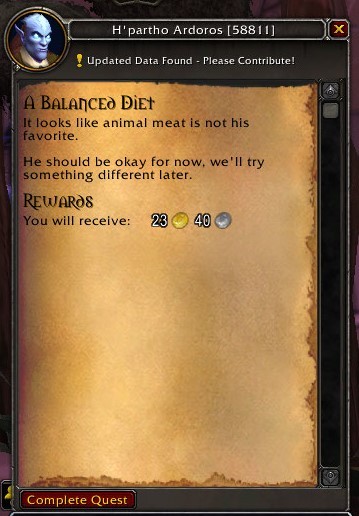 H'partho Ardoros [58811]
! Updated Data Found - Please Contribute!
A Balanced Diet
It looks like animal meat is not his
favorite.
He should be okay for now, we'll try
something different later.
Rewards
You will receive: 23 40
Complete Quest